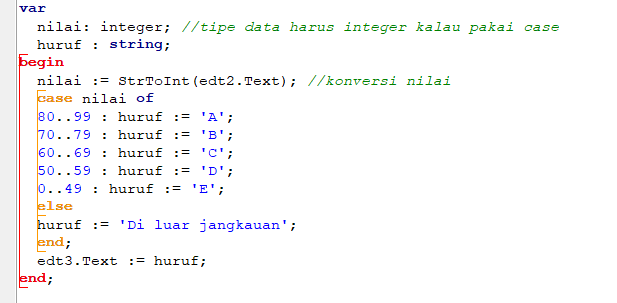 var
nilai: integer; //tipe data harus integer kalau pakai case
huruf : string;
begin
nilai := StrToInt(edt2.Text); //konversi nilai
case nilai of
80..99 : huruf := 'A';
70..79 : huruf := 'B';
60..69 : huruf := 'C';
50..59 : huruf := 'D';
0..49 : huruf := 'E';
else
huruf := 'Di luar jangkauan';
end;
edt3.Text := huruf;
end;